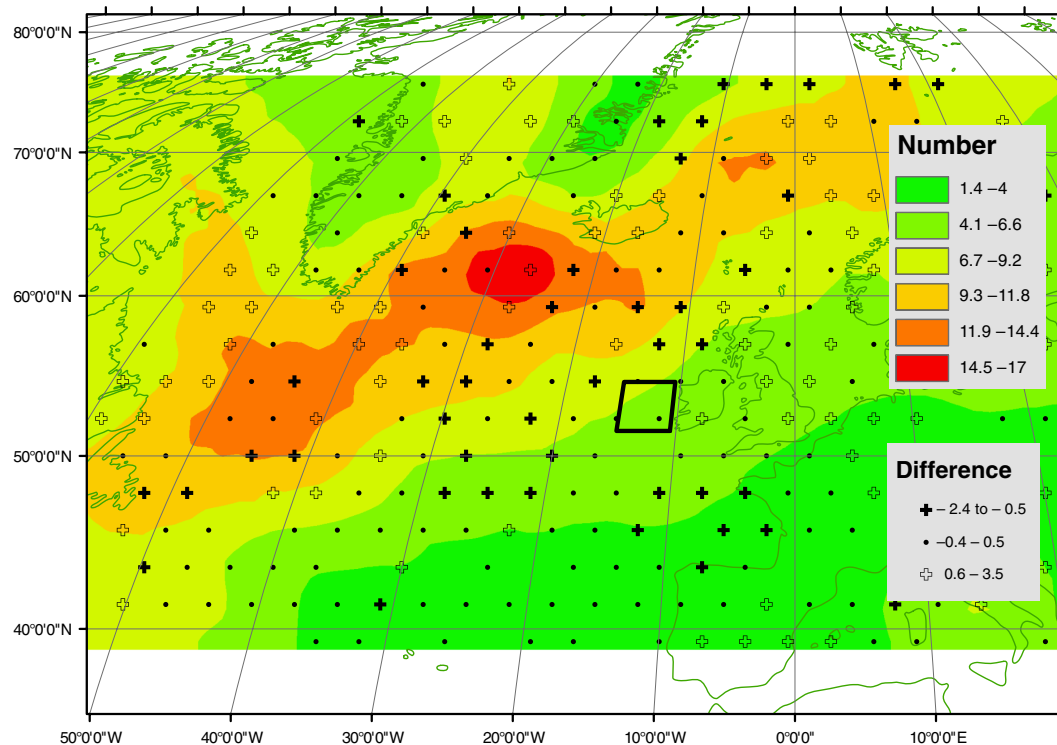 80°0'0"N
70°0'0"N
60°0'0"N
50°0'0"N
40°0'0"N
Number
1.4 –4
4.1 –6.6
6.7 –9.2
9.3 –11.8
11.9 –14.4
14.5 –17
Difference
– 2.4 to – 0.5
–0.4 – 0.5
0.6 – 3.5
50°0'0"W 40°0'0"W 30°0'0"W 20°0'0"W 10°0'0"W 0°0'0" 10°0'0"E